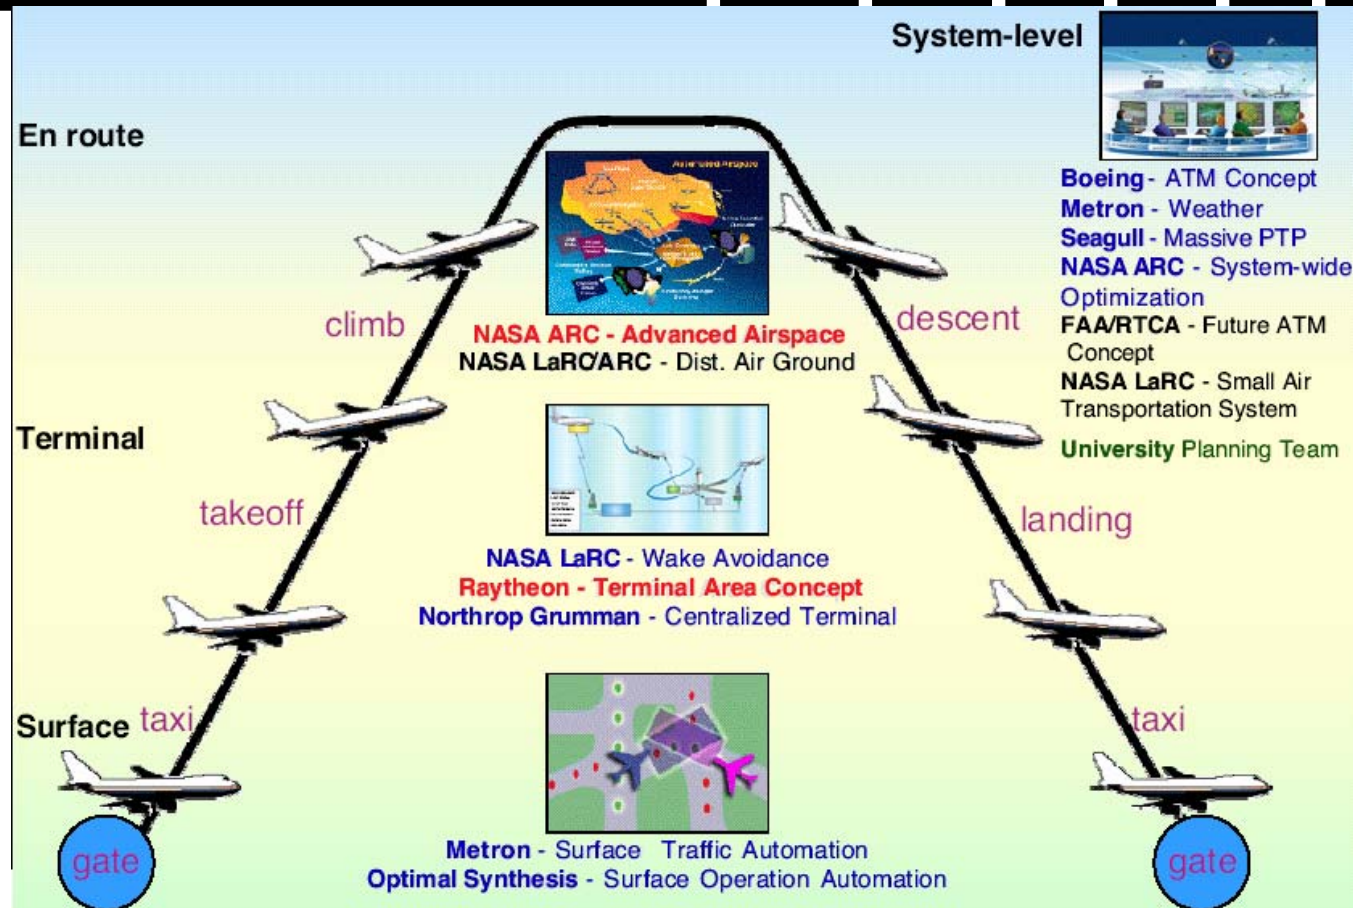 System-level
En route
Automated Airspace
Boeing - ATM Concept
Metron - Weather
Seagull - Massive PTP
NASA ARC - System-wide
Optimization
FAA/RTCA - Future ATM
Concept
NASA LaRC - Small Air
Transportation System
University Planning Team
climb
descent
NASA ARC - Advanced Airspace
NASA LaRC/ARC - Dist. Air Ground
Terminal
takeoff
landing
NASA LaRC - Wake Avoidance
Raytheon - Terminal Area Concept
Northrop Grumman - Centralized Terminal
Surface
taxi
taxi
gate
gate
Metron - Surface Traffic Automation
Optimal Synthesis - Surface Operation Automation